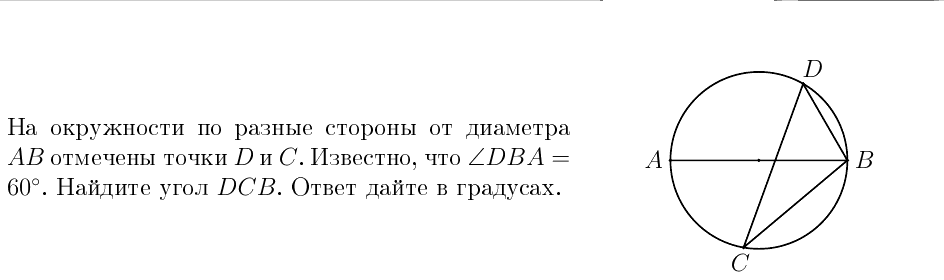 На окружности по разные стороны от диаметра
AB отмечены точки D и C. Известно, что ∠DBA =
60°. Найдите угол DCB. Ответ дайте в градусах.
D
A
B
C